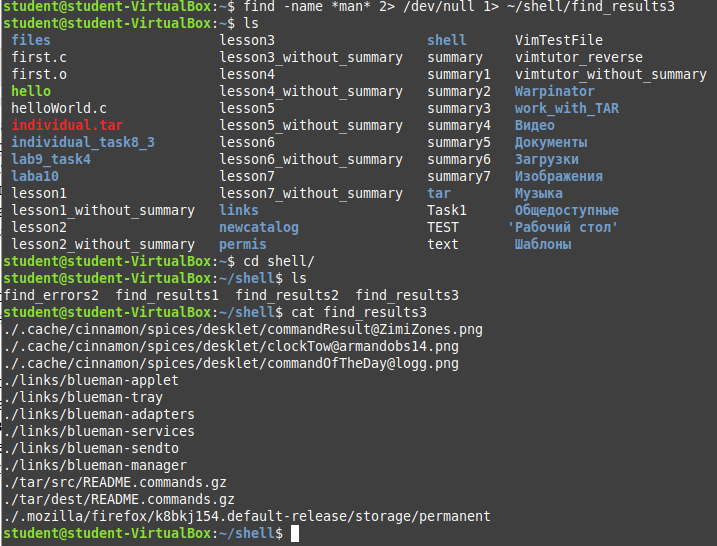 student@student-VirtualBox:~$ find -name *man* 2> /dev/null 1> ~/shell/find_results3
student@student-VirtualBox:~$ ls
files lesson3 shell VimTestFile
first.c lesson3_without_summary summary vimtutor_reverse
first.o lesson4 summary1 vimtutor_without_summary
hello lesson4_without_summary summary2 Warpinator
helloWorld.c lesson5 summary3 work_with_TAR
individual.tar lesson5_without_summary summary4 Видео
individual_task8_3 lesson6 summary5 Документы
lab9_task4 lesson6_without_summary summary6 Загрузки
laba10 lesson7 summary7 Изображения
lesson1 lesson7_without_summary tar Музыка
lesson1_without_summary links Task1 Общедоступные
lesson2 newcatalog TEST 'Рабочий стол'
lesson2_without_summary permis text Шаблоны
student@student-VirtualBox:~$ cd shell/
student@student-VirtualBox:~/shell$ ls
find_errors2 find_results1 find_results2 find_results3
student@student-VirtualBox:~/shell$ cat find_results3
./.cache/cinnamon/spices/desklet/commandResult@ZimiZones.png
./.cache/cinnamon/spices/desklet/clockTow@armandobs14.png
./.cache/cinnamon/spices/desklet/commandOfTheDay@logg.png
./links/blueman-applet
./links/blueman-tray
./links/blueman-adapters
./links/blueman-services
./links/blueman-sendto
./links/blueman-manager
./tar/src/README.commands.gz
./tar/dest/README.commands.gz
./.mozilla/firefox/k8bkj154.default-release/storage/permanent
student@student-VirtualBox:~/shell$